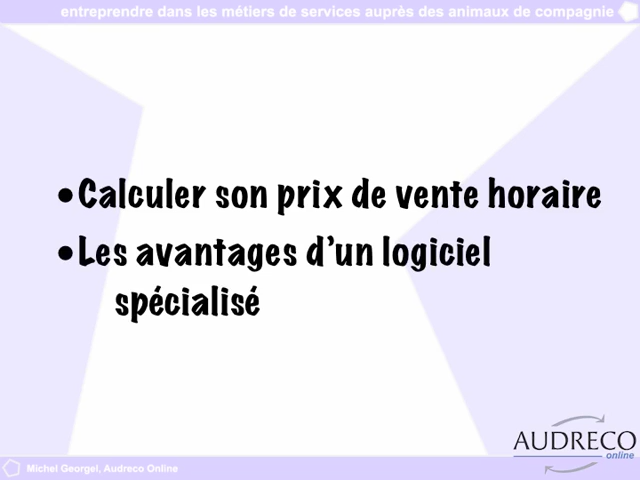 entreprendre dans les métiers de services auprès des animaux de compagnie
•Calculer son prix de vente horaire
•Les avantages d'un logiciel
spécialisé
AUDRECO
online
Michel Georgel, Audreco Online